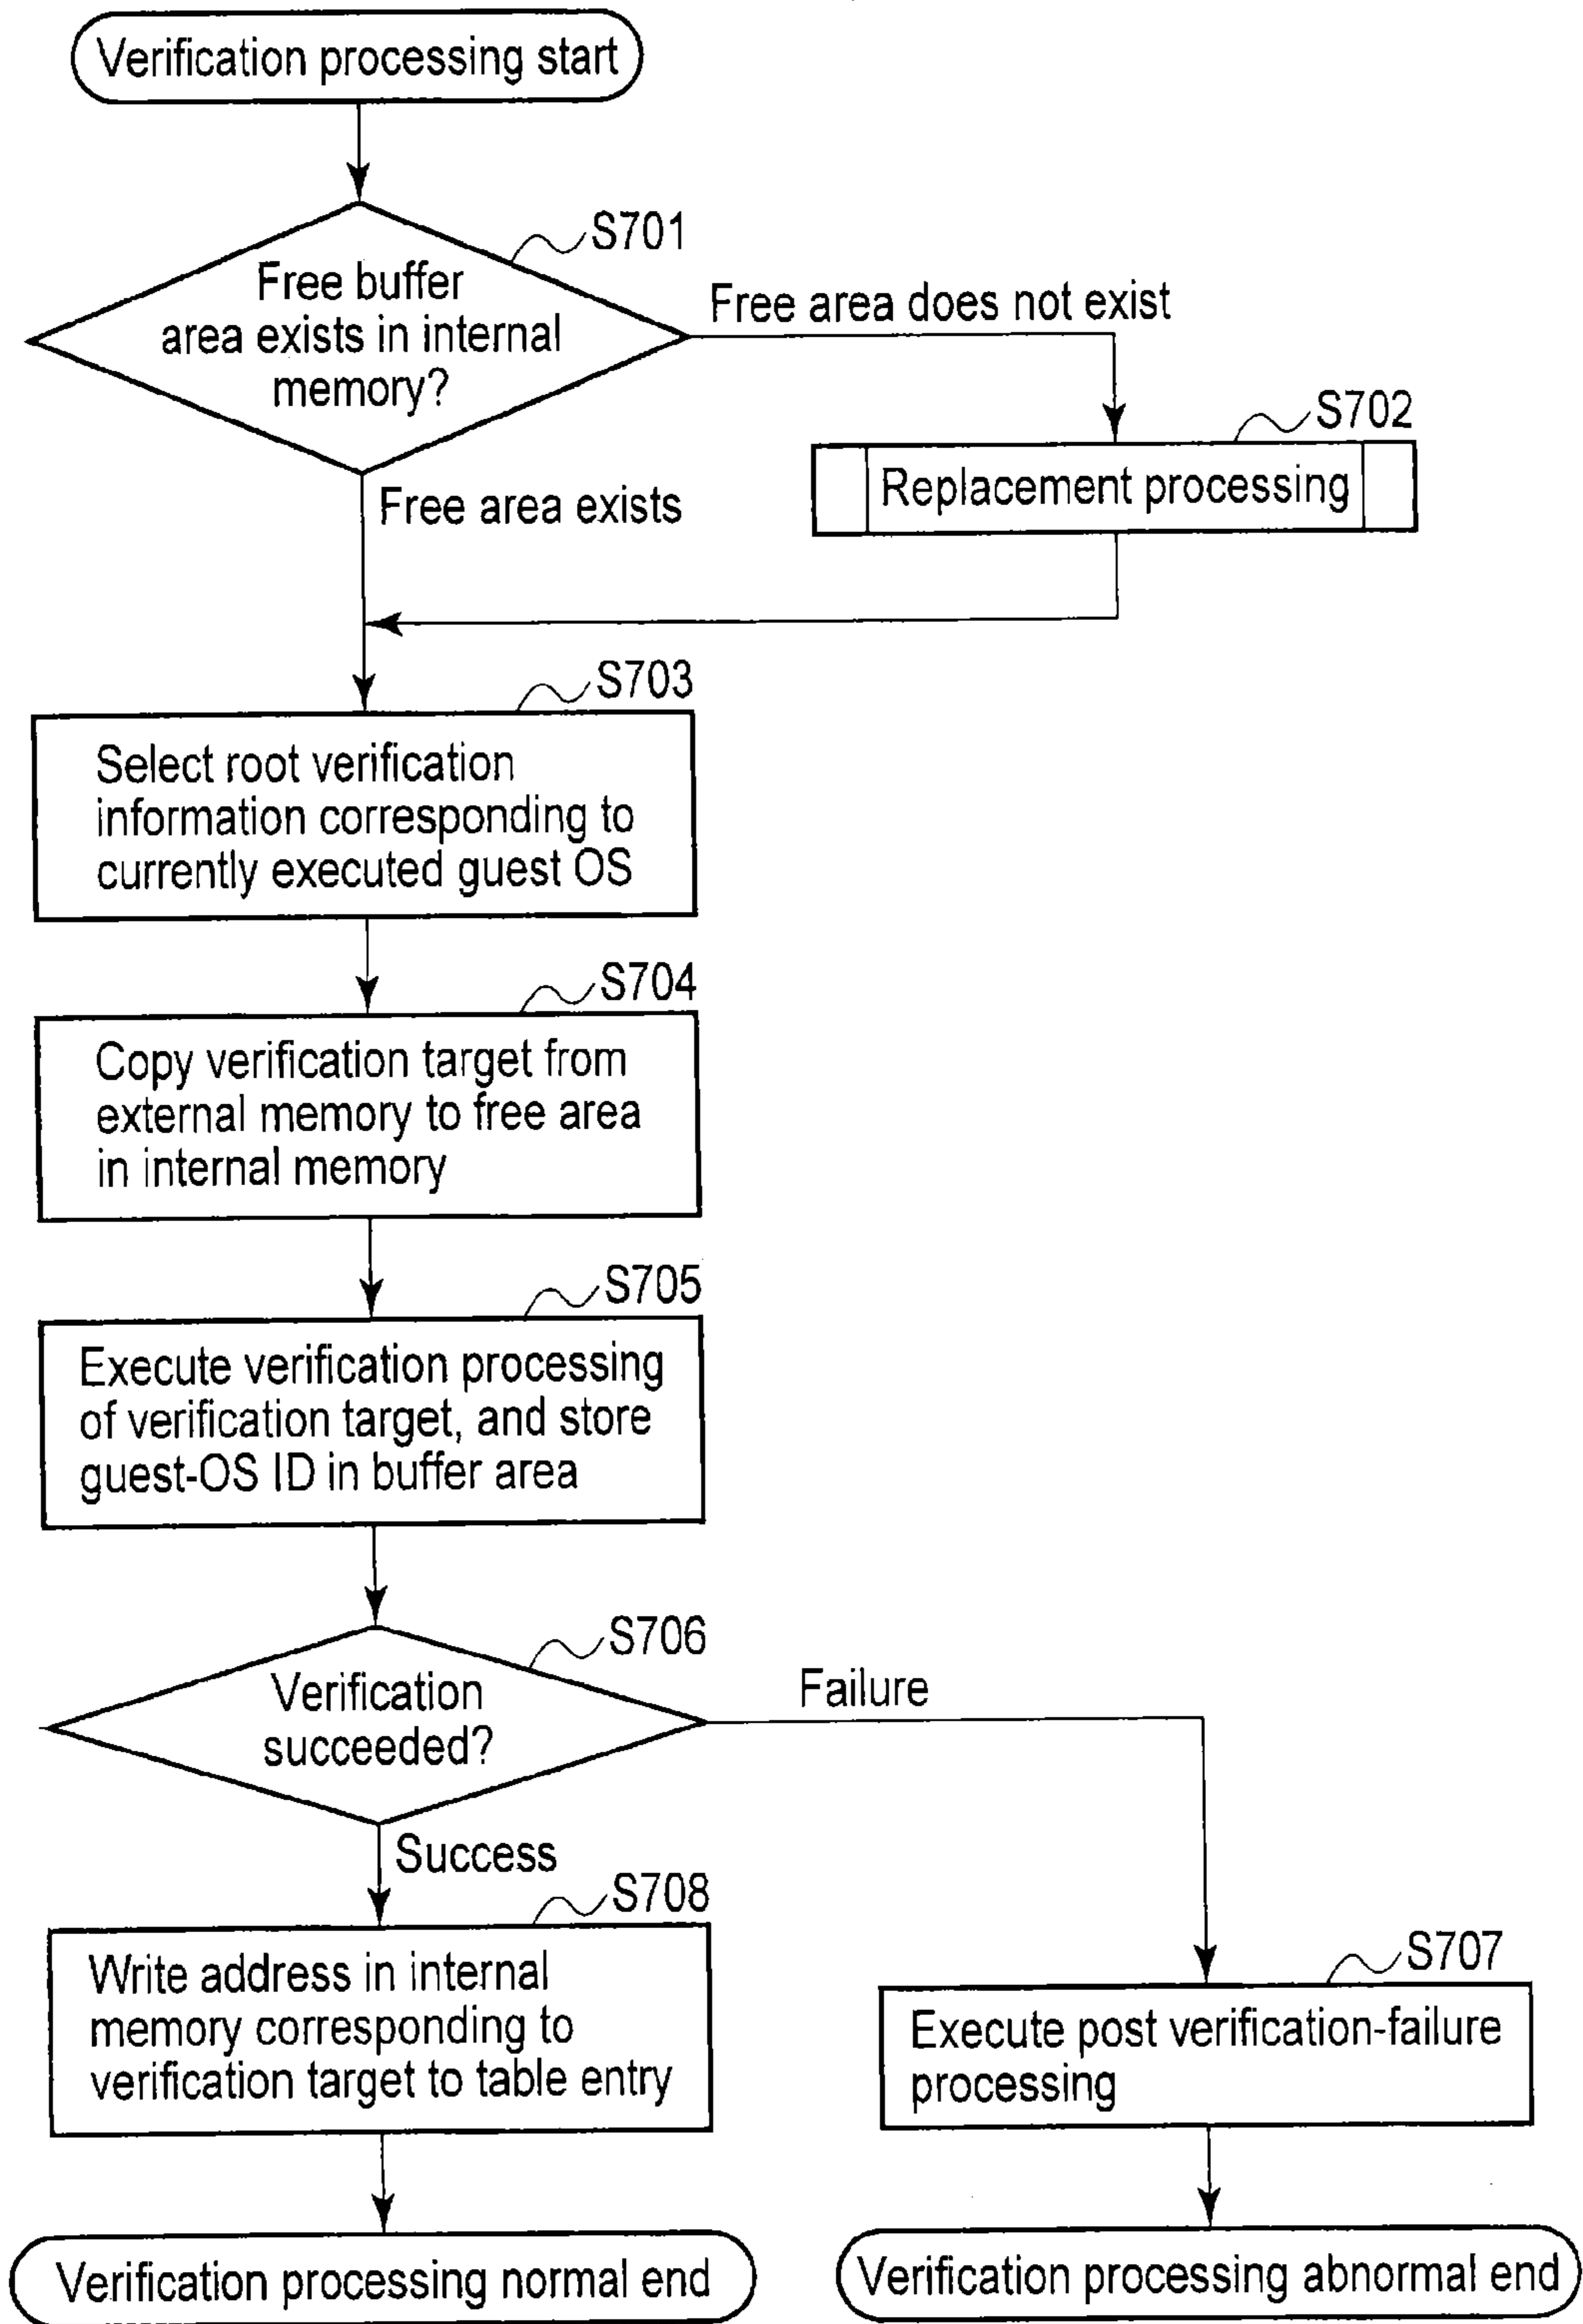 Verification processing start
S701
Free buffer
area exists in internal
memory?
Free area does not exist
S702
Replacement processing
Free area exists
S703
Select root verification
information corresponding to
currently executed guest OS
S704
Copy verification target from
external memory to free area
in internal memory
S705
Execute verification processing
of verification target, and store
guest-OS ID in buffer area
S706
Verification
succeeded?
Failure
Success
S708
Write address in internal
memory corresponding to
verification target to table entry
S707
Execute post verification-failure
processing
Verification processing normal end
Verification processing abnormal end